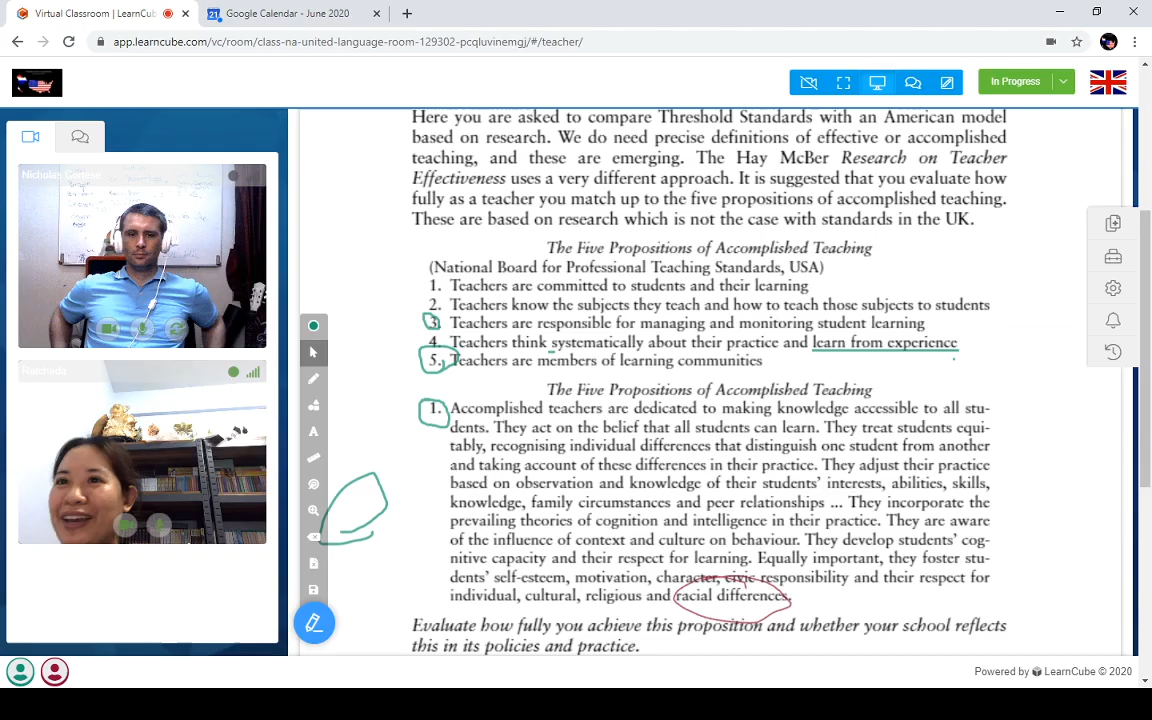 Virtual Classroom | LearnCub
Google Calendar - June 2020
app.learncube.com/vc/room/class-na-united-language-room-129302-pcqluvinemgj/#/teacher/
In Progress
Nicholas Cortese
Ratchada
Here you are asked to compare Threshold Standards with an American model
based on research. We do need precise definitions of effective or accomplished
teaching, and these are emerging. The Hay McBer Research on Teacher
Effectiveness uses a very different approach. It is suggested that you evaluate how
fully as a teacher you match up to the five propositions of accomplished teaching.
These are based on research which is not the case with standards in the UK.
The Five Propositions of Accomplished Teaching
(National Board for Professional Teaching Standards, USA)
1. Teachers are committed to students and their learning
2. Teachers know the subjects they teach and how to teach those subjects to students
3. Teachers are responsible for managing and monitoring student learning
4. Teachers think systematically about their practice and learn from experience
5. Teachers are members of learning communities
The Five Propositions of Accomplished Teaching
1. Accomplished teachers are dedicated to making knowledge accessible to all stu-
dents. They act on the belief that all students can learn. They treat students equi-
tably, recognising individual differences that distinguish one student from another
and taking account of these differences in their practice. They adjust their practice
based on observation and knowledge of their students' interests, abilities, skills,
knowledge, family circumstances and peer relationships ... They incorporate the
prevailing theories of cognition and intelligence in their practice. They are aware
of the influence of context and culture on behaviour. They develop students' cog-
nitive capacity and their respect for learning. Equally important, they foster stu-
dents' self-esteem, motivation, character, civic responsibility and their respect for
individual, cultural, religious and racial differences.
Evaluate how fully you achieve this proposition and whether your school reflects
this in its policies and practice.
Powered by LearnCube © 2020